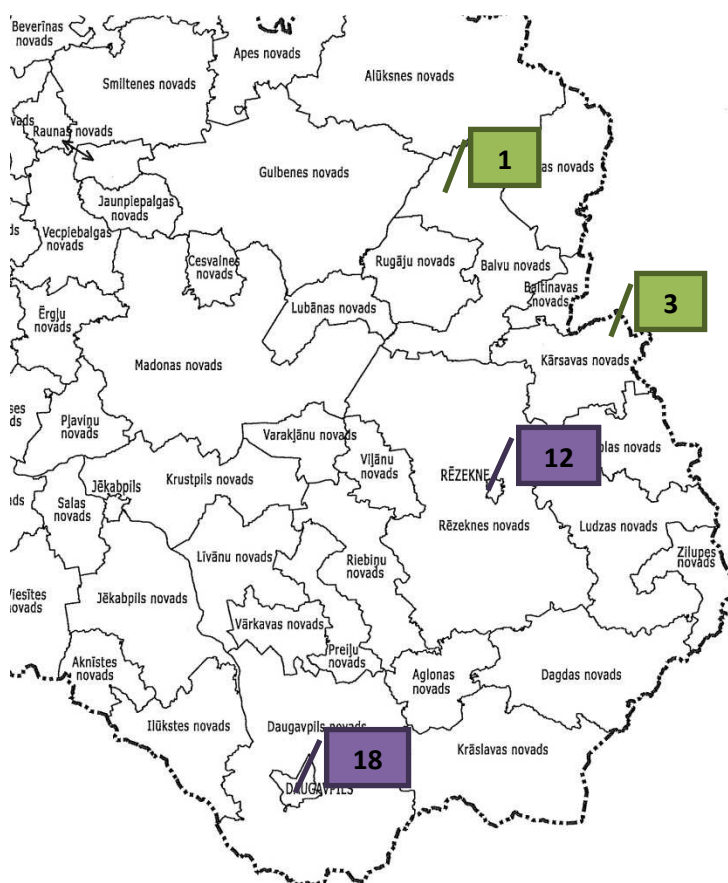 Beverīnas
novads
Apes novads
Smiltenes novads
Alūksnes novads
Raunas novads
Gulbenes novads
1
as novads
Jaunpiepalgas
novads
Vecpiebalgas
novads
Cesvaines
novads
Rugāju novads
Balvu novads
Baltinavas
novads
3
Lubānas novads
Ērgļu
novads
Madonas novads
Kārsavas novads
Pļaviņu
novads
Varakļānu novads
Viļānu
novads
RĒZEKNE
12
las novads
Krustpils novads
Jēkabpils
Salas
novads
Rēzeknes novads
Ludzas novads
Zilupes
novads
Līvānu novads
Riebiņu
novads
Jēkabpils novads
Vārkavas novads
Preiļu
novads
Aknīstes
novads
Aglonas
novads
Dagdas novads
Ilūkstes novads
Daugavpils novads
Krāslavas novads
18
DAUGAVPILS